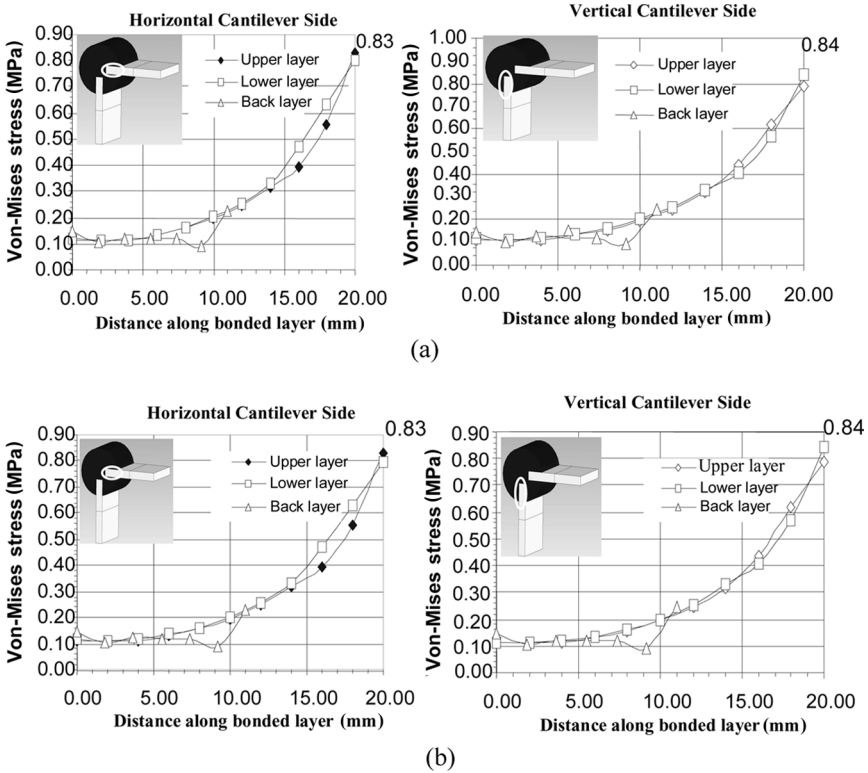 Horizontal Cantilever Side
0.83
Von-Mises stress (MPa)
0.90
0.80
0.70
0.60
0.50
0.40
0.30
0.20
0.10
0.00
Upper layer
Lower layer
Back layer
0.00 5.00 10.00 15.00 20.00
Distance along bonded layer (mm)
Vertical Cantilever Side
0.84
Von-Mises stress (MPa)
1.00
0.90
0.80
0.70
0.60
0.50
0.40
0.30
0.20
0.10
0.00
Upper layer
Lower layer
Back layer
0.00 5.00 10.00 15.00 20.00
Distance along bonded layer (mm)
(a)
Horizontal Cantilever Side
0.83
Von-Mises stress (MPa)
0.90
0.80
0.70
0.60
0.50
0.40
0.30
0.20
0.10
0.00
Upper layer
Lower layer
Back layer
0.00 5.00 10.00 15.00 20.00
Distance along bonded layer (mm)
Vertical Cantilever Side
0.84
Von-Mises stress (MPa)
0.90
0.80
0.70
0.60
0.50
0.40
0.30
0.20
0.10
0.00
Upper layer
Lower layer
Back layer
0.00 5.00 10.00 15.00 20.00
Distance along bonded layer (mm)
(b)